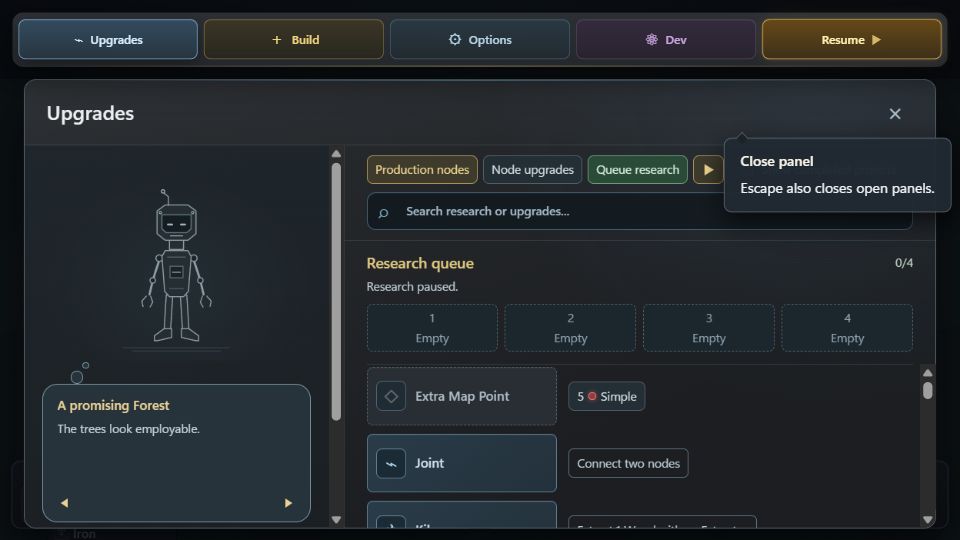 Upgrades
Build
Options
Dev
Resume
Upgrades
Close panel
Escape also closes open panels.
Production nodes
Node upgrades
Queue research
Search research or upgrades...
Research queue
0/4
Research paused.
1
2
3
4
Empty
Empty
Empty
Empty
A promising Forest
The trees look employable.
Extra Map Point
5 Simple
Joint
Connect two nodes
Iron